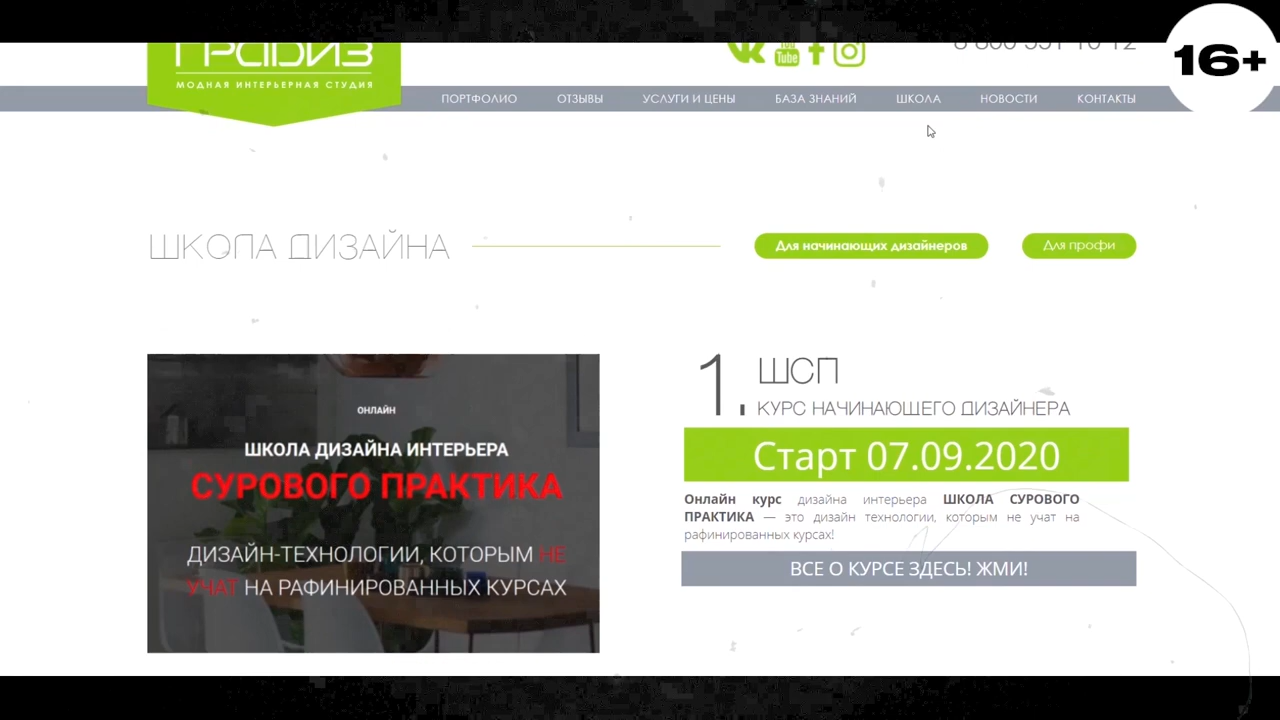 16+
ГРАФИЗ
МОДНАЯ ИНТЕРЬЕРНАЯ СТУДИЯ
You Tube
ПОРТФОЛИО ОТЗЫВЫ УСЛУГИ И ЦЕНЫ БАЗА ЗНАНИЙ ШКОЛА НОВОСТИ КОНТАКТЫ
ШКОЛА ДИЗАЙНА
Для начинающих дизайнеров
Для профи
ОНЛАЙН
ШКОЛА ДИЗАЙНА ИНТЕРЬЕРА
СУРОВОГО ПРАКТИКА
ДИЗАЙН-ТЕХНОЛОГИИ, КОТОРЫМ НЕ
УЧАТ НА РАФИНИРОВАННЫХ КУРСАХ
1. ШСП
КУРС НАЧИНАЮЩЕГО ДИЗАЙНЕРА
Старт 07.09.2020
Онлайн курс дизайна интерьера ШКОЛА СУРОВОГО
ПРАКТИКА — это дизайн технологии, которым не учат на
рафинированных курсах!
ВСЕ О КУРСЕ ЗДЕСЬ! ЖМИ!